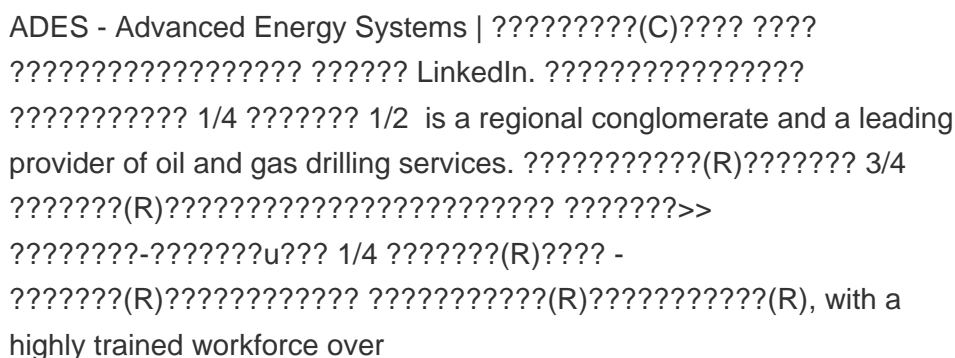 ADES - Advanced Energy Systems | ?????????(C)???? ????
?????????????????? ?????? LinkedIn. ????????????????
??????????? 1/4 ??????? 1/2  is a regional conglomerate and a leading
provider of oil and gas drilling services. ???????????(R)??????? 3/4
???????(R)???????????????????????? ???????>>
????????-???????u??? 1/4 ???????(R)???? -
???????(R)???????????? ???????????(R)???????????(R), with a
highly trained workforce over